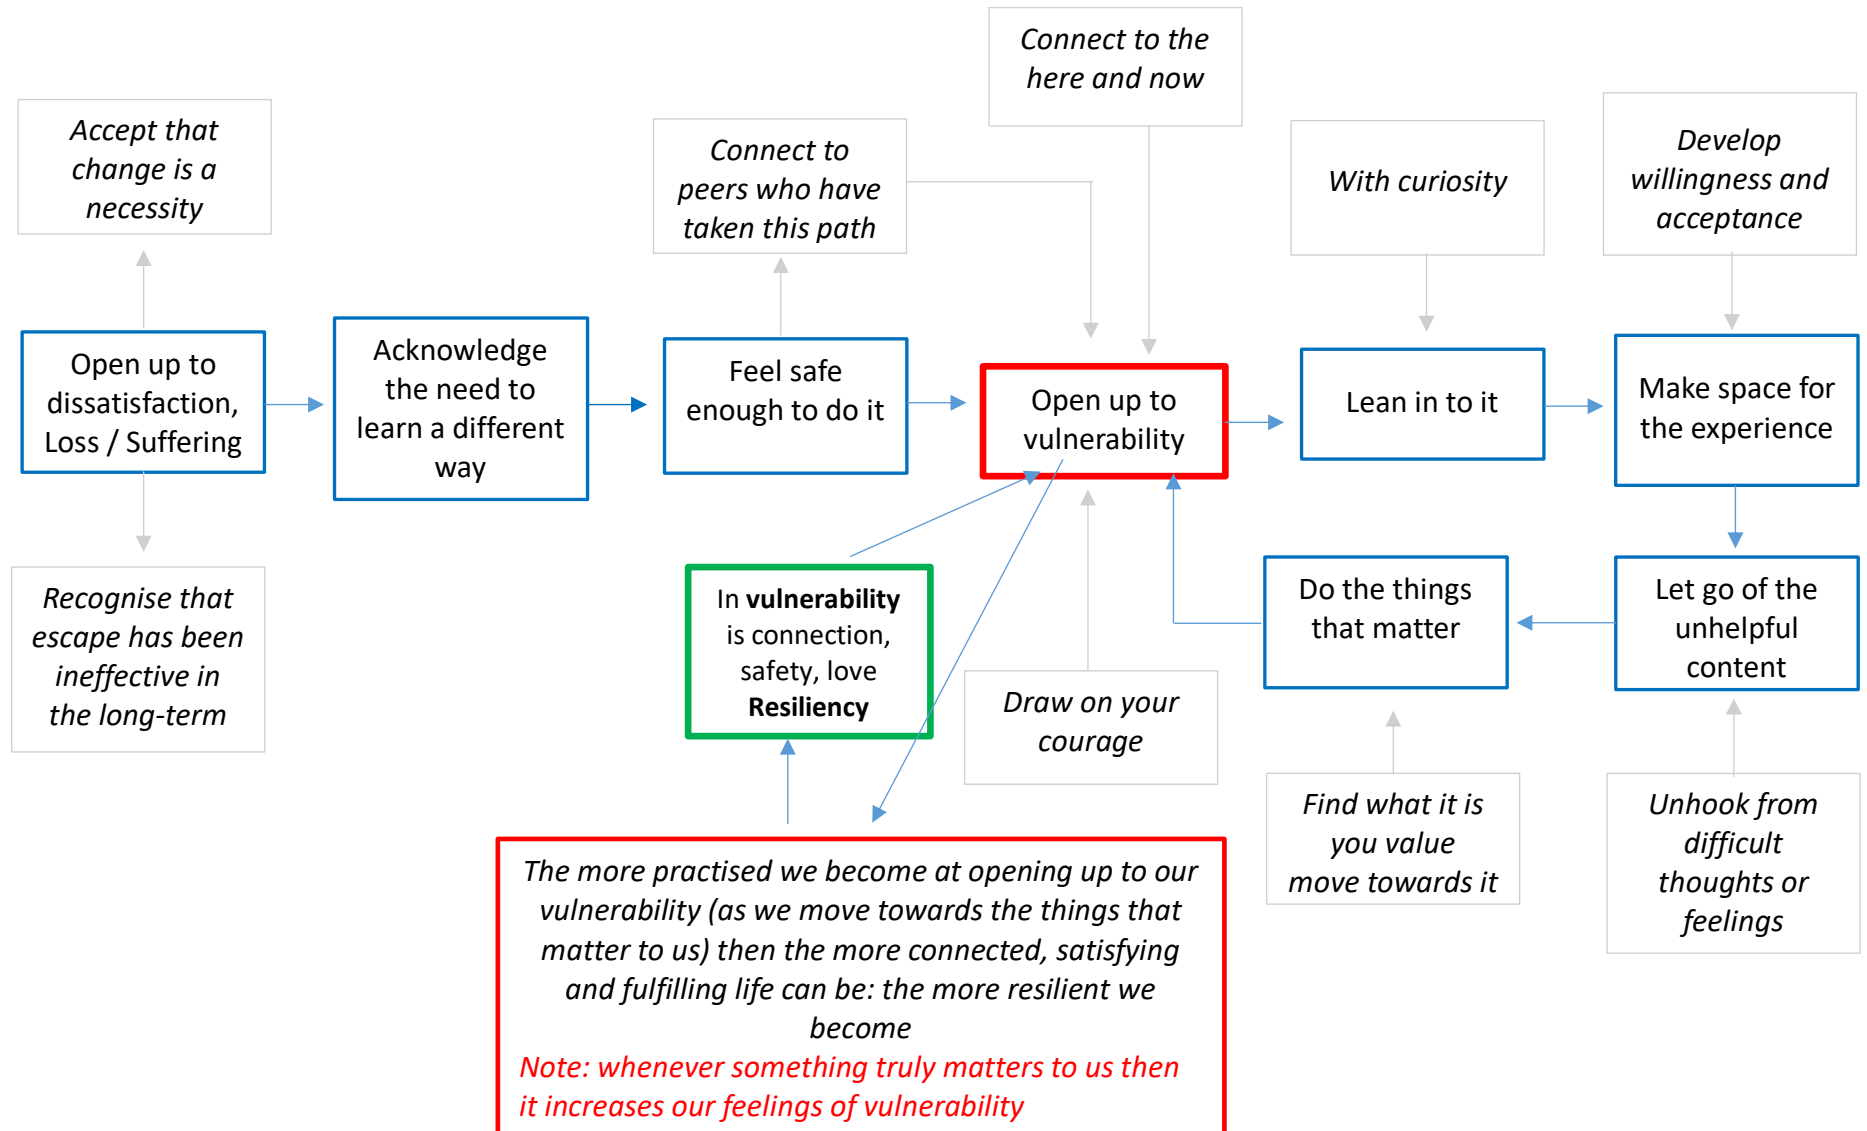 Connect to the
here and now
Accept that
change is a
necessity
Connect to
peers who have
taken this path
With curiosity
Develop
willingness and
acceptance
Open up to
dissatisfaction,
Loss / Suffering
Acknowledge
the need to
learn a different
way
Feel safe
enough to do it
Open up to
vulnerability
Lean in to it
Make space for
the experience
Recognise that
escape has been
ineffective in
the long-term
In vulnerability
is connection,
safety, love
Resiliency
Draw on your
courage
Do the things
that matter
Let go of the
unhelpful
content
Find what it is
you value
move towards it
Unhook from
difficult
thoughts or
feelings
The more practised we become at opening up to our
vulnerability (as we move towards the things that
matter to us) then the more connected, satisfying
and fulfilling life can be: the more resilient we
become
Note: whenever something truly matters to us then
it increases our feelings of vulnerability